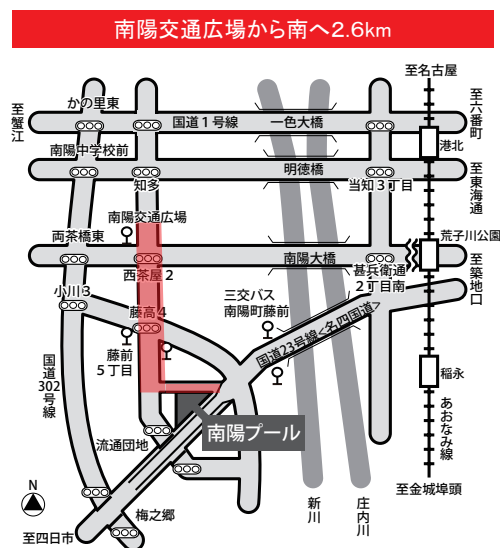 南陽交通広場から南へ2.6km
至名古屋
至蟹江
かの里東
国道1号線
一色大橋
至六番町
港北
南陽中学校前
明徳橋
知多
当知3丁目
至東海通
南陽交通広場
荒子川公園
両茶橋東
南陽大橋
西茶屋2
甚兵衛通
2丁目南
至築地口
小川3
三交バス
南陽町藤前
藤高4
国道23号線<名四国道>
藤前
5丁目
国道
302
号線
稲永
あおなみ線
南陽プール
流通団地
至金城埠頭
N
新川
庄内川
梅之郷
至四日市